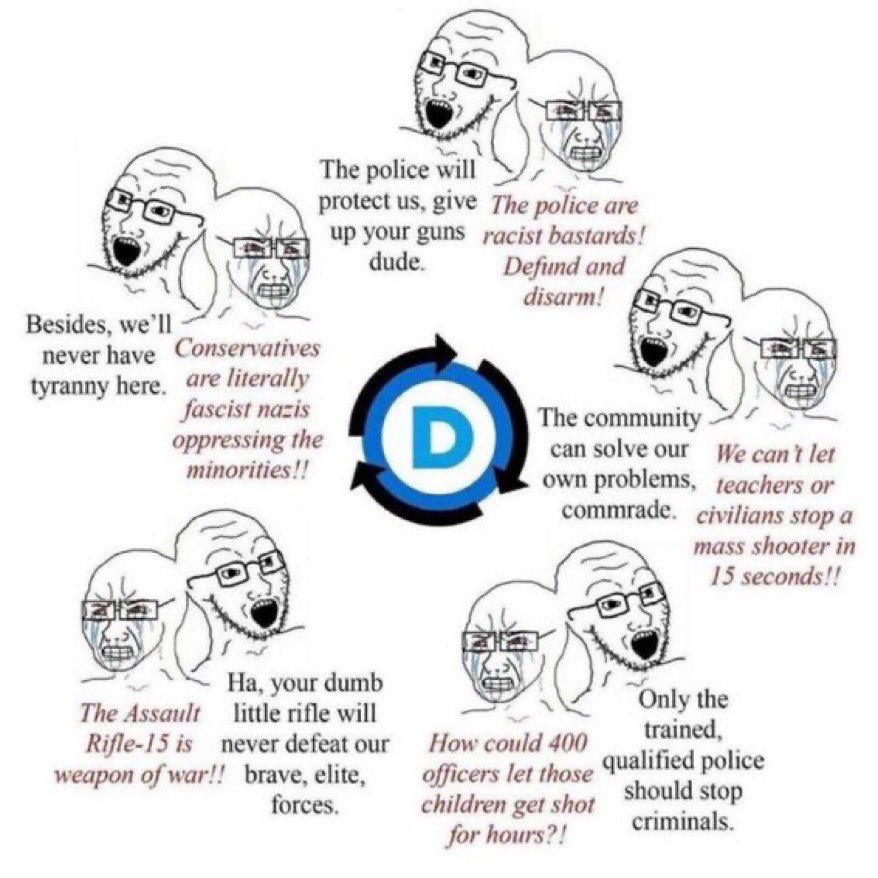 The police will
protect us, give
up your guns
dude.
The police are
racist bastards!
Defund and
disarm!
The community
can solve our
own problems,
commrade.
We can't let
teachers or
civilians stop a
mass shooter in
15 seconds!!
Only the
trained,
qualified police
should stop
criminals.
How could 400
officers let those
children get shot
for hours?!
Ha, your dumb
little rifle will
never defeat our
brave, elite,
forces.
The Assault
Rifle-15 is
weapon of war!!
Besides, we'll
never have
tyranny here.
Conservatives
are literally
fascist nazis
oppressing the
minorities!!
D